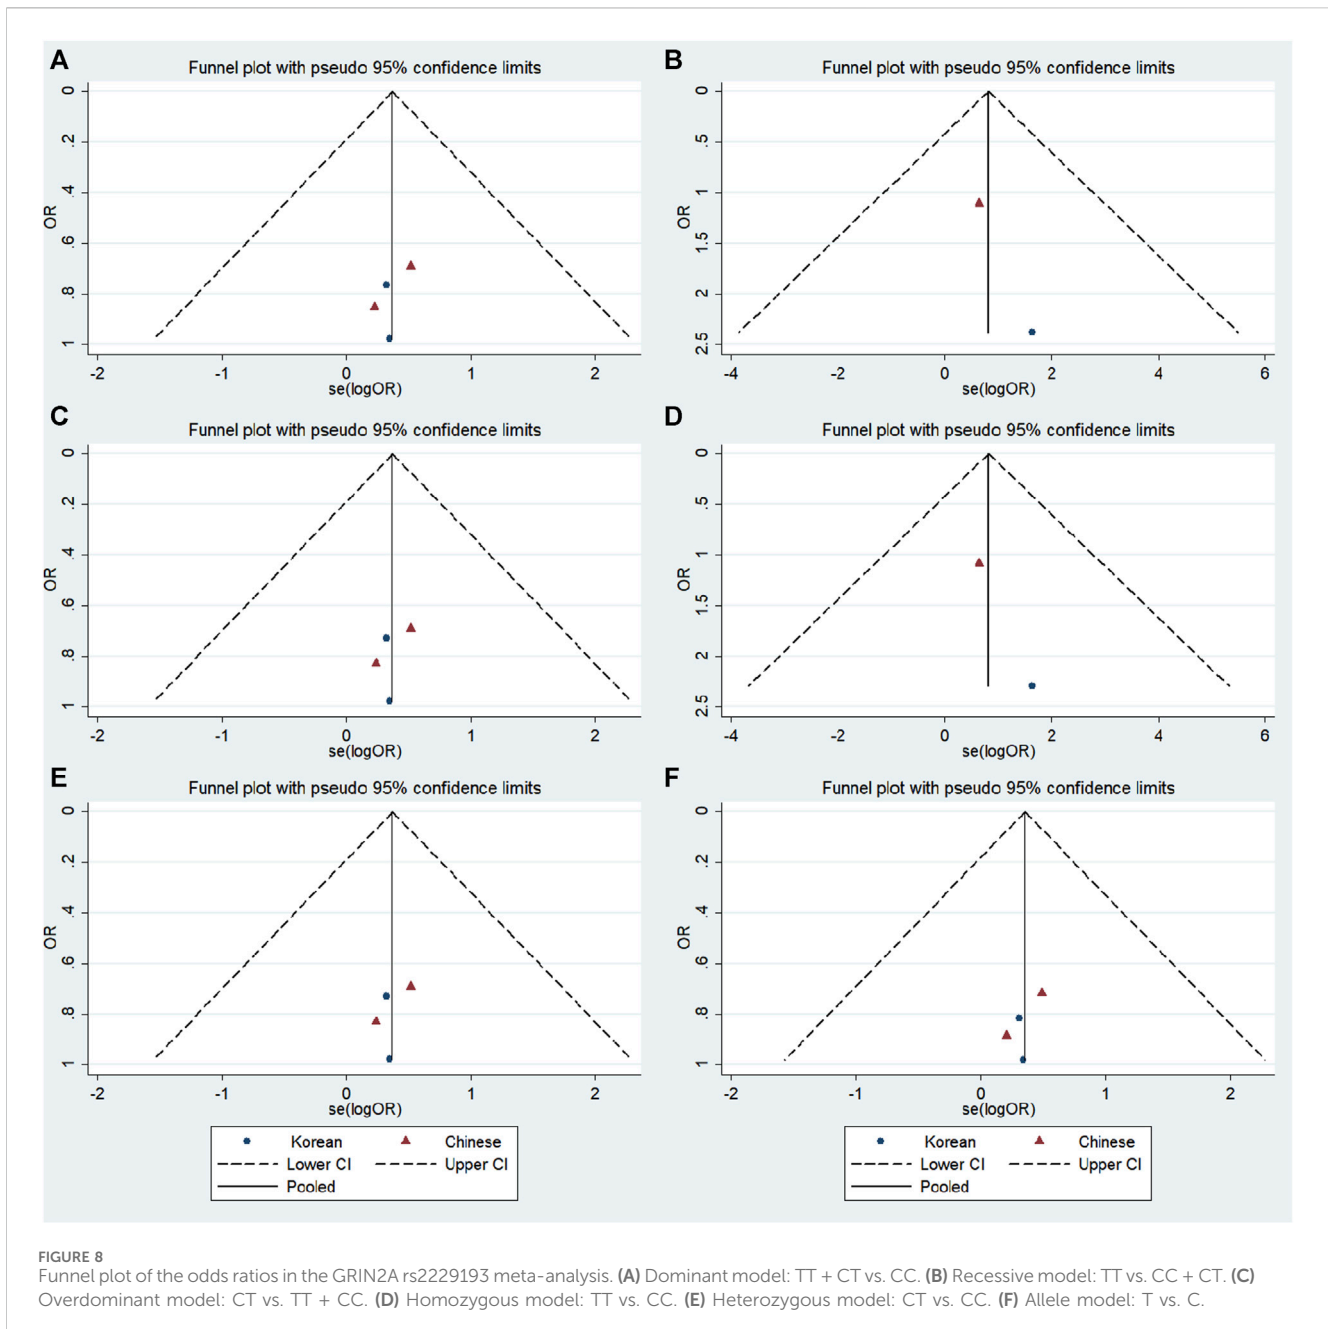 A
Funnel plot with pseudo 95% confidence limits
0
.2
.4
.6
.8
1
OR
-2
-1
0
1
2
se(logOR)
B
Funnel plot with pseudo 95% confidence limits
0
.5
1
1.5
2
2.5
OR
-4
-2
0
2
4
6
se(logOR)
C
Funnel plot with pseudo 95% confidence limits
0
.2
.4
.6
.8
1
OR
-2
-1
0
1
2
se(logOR)
D
Funnel plot with pseudo 95% confidence limits
0
.5
1
1.5
2
2.5
OR
-4
-2
0
2
4
6
se(logOR)
E
Funnel plot with pseudo 95% confidence limits
0
.2
.4
.6
.8
1
OR
-2
-1
0
1
2
se(logOR)
F
Funnel plot with pseudo 95% confidence limits
0
.2
.4
.6
.8
1
OR
-2
-1
0
1
2
se(logOR)
Korean Chinese
Lower CI Upper CI
Pooled
Korean Chinese
Lower CI Upper CI
Pooled
FIGURE 8
Funnel plot of the odds ratios in the GRIN2A rs2229193 meta-analysis. (A) Dominant model: TT + CT vs. CC. (B) Recessive model: TT vs. CC + CT. (C)
Overdominant model: CT vs. TT + CC. (D) Homozygous model: TT vs. CC. (E) Heterozygous model: CT vs. CC. (F) Allele model: T vs. C.